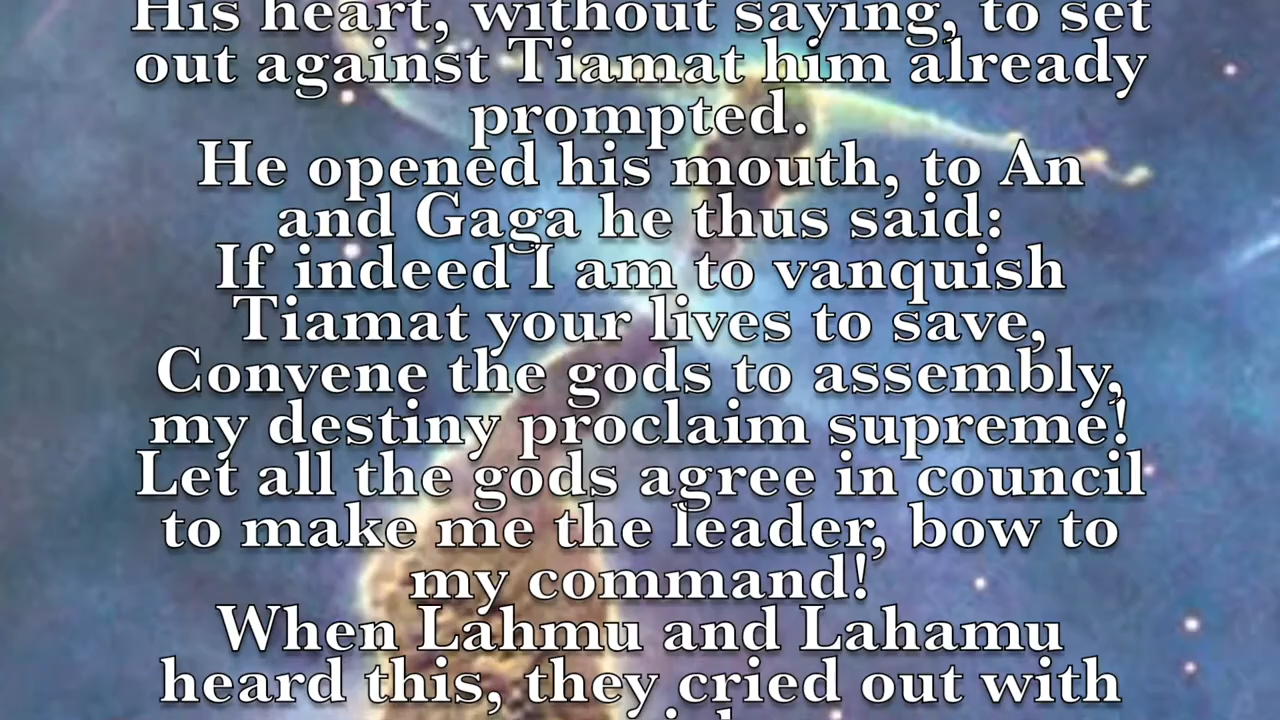 His heart, without saying, to set
out against Tiamat him already
prompted.
He opened his mouth, to An
and Gaga he thus said:
If indeed I am to vanquish
Tiamat your lives to save,
Convene the gods to assembly,
my destiny proclaim supreme!
Let all the gods agree in council
to make me the leader, bow to
my command!
When Lahmu and Lahamu
heard this, they cried out with